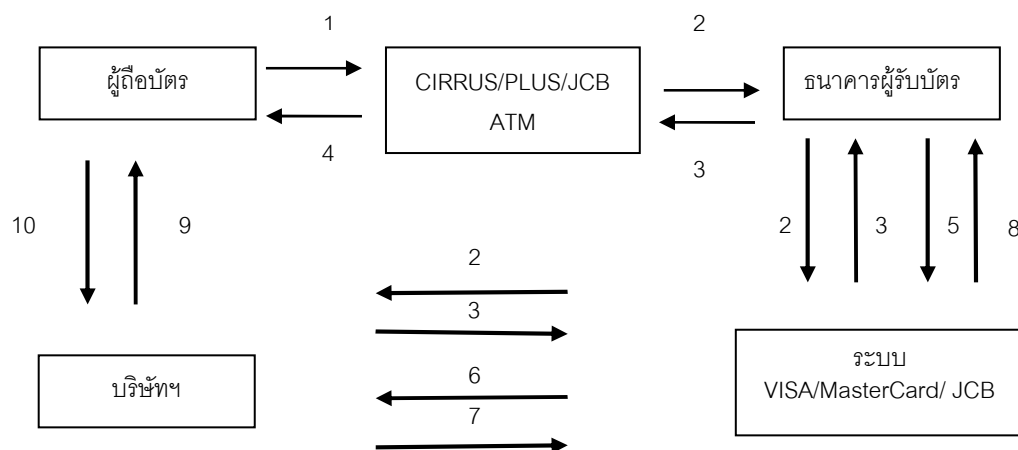 1
2
ผู้ถือบัตร
CIRRUS/PLUS/JCB
ATM
ธนาคารผู้รับบัตร
4
3
10
9
2
3
5
8
2
3
6
7
บริษัทฯ
ระบบ
VISA/MasterCard/ JCB